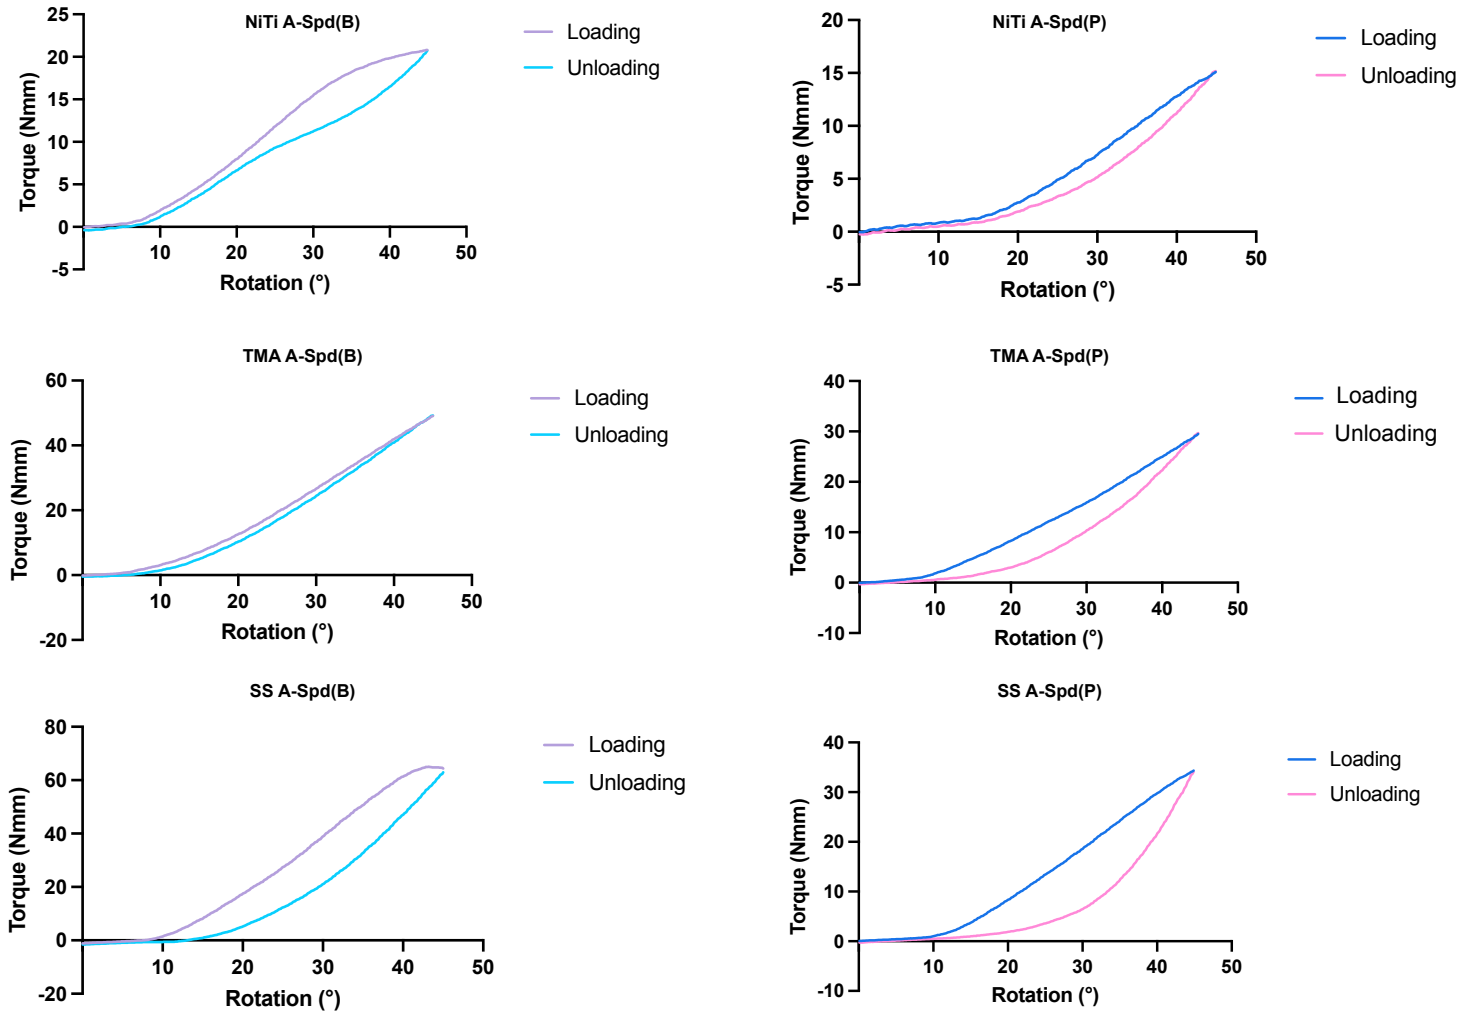 NiTi A-Spd(B)
25
20
15
10
5
0
-5
10
20
30
40
50
Torque (Nmm)
Rotation (°)
Loading
Unloading
NiTi A-Spd(P)
20
15
10
5
0
-5
10
20
30
40
50
Torque (Nmm)
Rotation (°)
Loading
Unloading
TMA A-Spd(B)
60
40
20
0
-20
10
20
30
40
50
Torque (Nmm)
Rotation (°)
Loading
Unloading
TMA A-Spd(P)
40
30
20
10
0
-10
10
20
30
40
50
Torque (Nmm)
Rotation (°)
Loading
Unloading
SS A-Spd(B)
80
60
40
20
0
-20
10
20
30
40
50
Torque (Nmm)
Rotation (°)
Loading
Unloading
SS A-Spd(P)
40
30
20
10
0
-10
10
20
30
40
50
Torque (Nmm)
Rotation (°)
Loading
Unloading